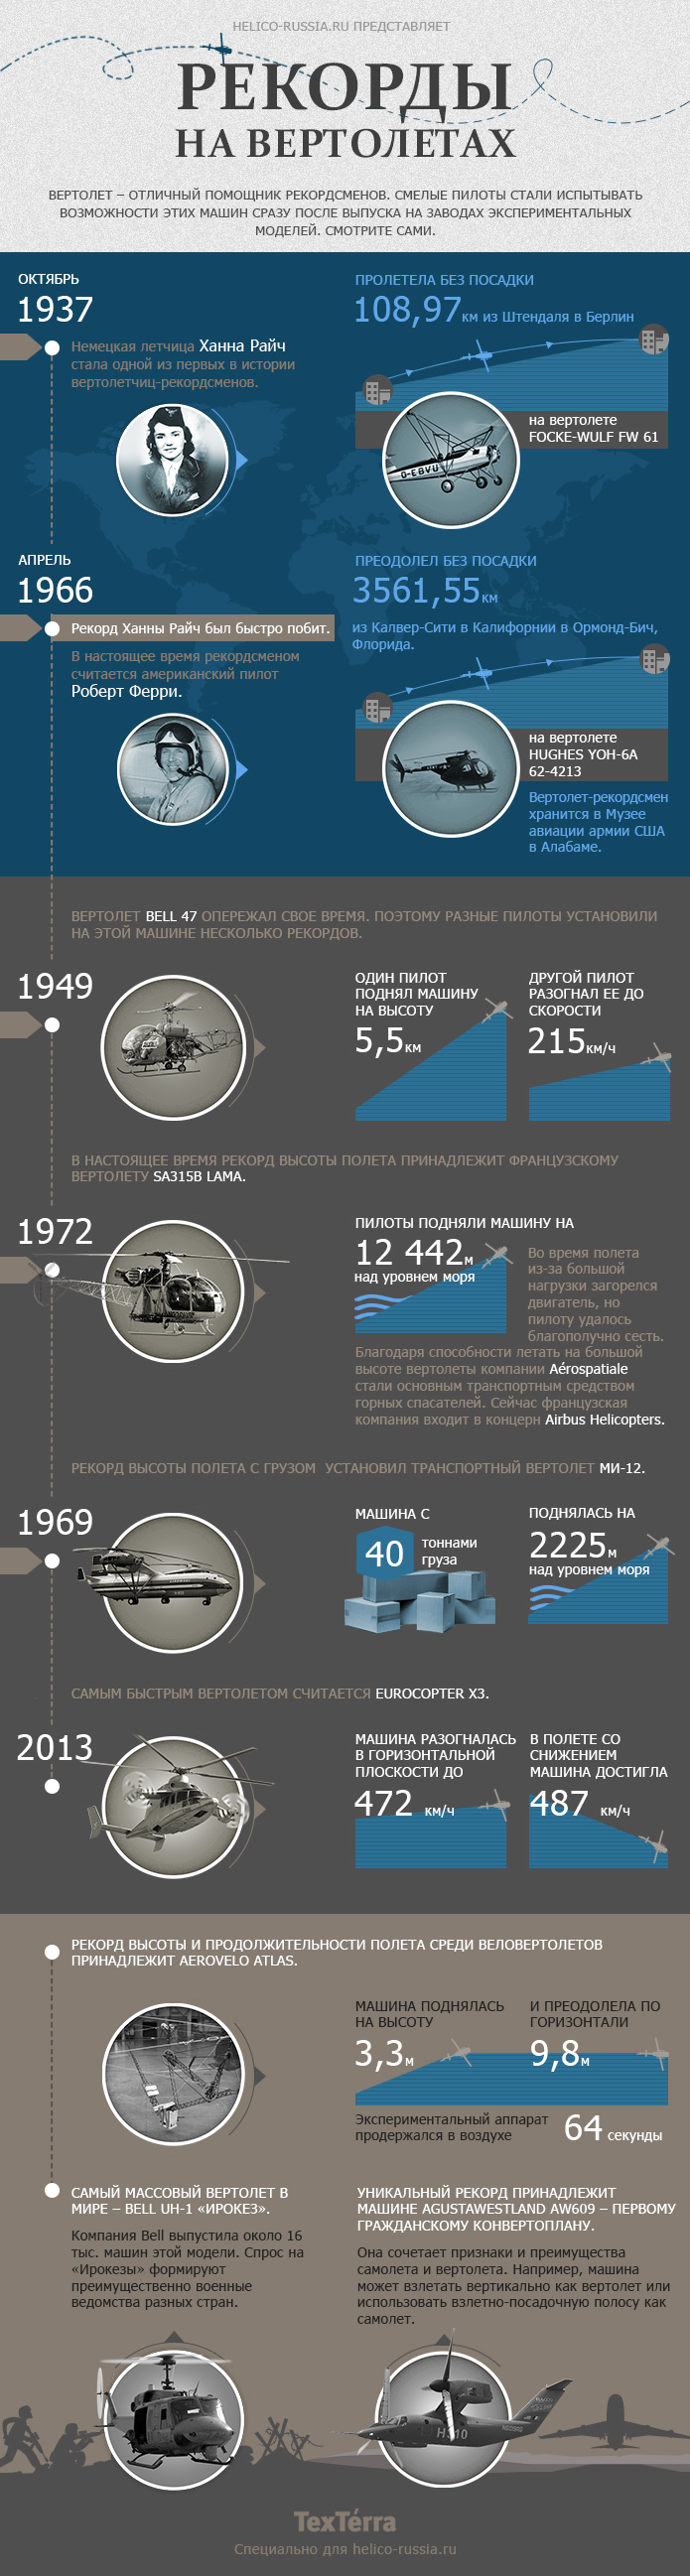 HELICO-RUSSIA.RU ПРЕДСТАВЛЯЕТ
РЕКОРДЫ
НА ВЕРТОЛЕТАХ
ВЕРТОЛЕТ – ОТЛИЧНЫЙ ПОМОЩНИК РЕКОРДСМЕНОВ. СМЕЛЫЕ ПИЛОТЫ СТАЛИ ИСПЫТЫВАТЬ
ВОЗМОЖНОСТИ ЭТИХ МАШИН СРАЗУ ПОСЛЕ ВЫПУСКА НА ЗАВОДАХ ЭКСПЕРИМЕНТАЛЬНЫХ
МОДЕЛЕЙ. СМОТРИТЕ САМИ.
ОКТЯБРЬ
1937
Немецкая летчица Ханна Райч
стала одной из первых в истории
вертолетчиц-рекордсменов.
ПРОЛЕТЕЛА БЕЗ ПОСАДКИ
108,97км из Штендаля в Берлин
D-EBVU
на вертолете
FOCKE-WULF FW 61
АПРЕЛЬ
1966
Рекорд Ханны Райч был быстро побит.
В настоящее время рекордсменом
считается американский пилот
Роберт Ферри.
ПРЕОДОЛЕЛ БЕЗ ПОСАДКИ
3561,55км
из Калвер-Сити в Калифорнии в Ормонд-Бич,
Флорида.
на вертолете
HUGHES YOH-6A
62-4213
Вертолет-рекордсмен
хранится в Музее
авиации армии США
в Алабаме.
ВЕРТОЛЕТ BELL 47 ОПЕРЕЖАЛ СВОЕ ВРЕМЯ. ПОЭТОМУ РАЗНЫЕ ПИЛОТЫ УСТАНОВИЛИ
НА ЭТОЙ МАШИНЕ НЕСКОЛЬКО РЕКОРДОВ.
1949
ОДИН ПИЛОТ
ПОДНЯЛ МАШИНУ
НА ВЫСОТУ
5,5км
ДРУГОЙ ПИЛОТ
РАЗОГНАЛ ЕЕ ДО
СКОРОСТИ
215км/ч
В НАСТОЯЩЕЕ ВРЕМЯ РЕКОРД ВЫСОТЫ ПОЛЕТА ПРИНАДЛЕЖИТ ФРАНЦУЗСКОМУ
ВЕРТОЛЕТУ SA315B LAMA.
1972
ПИЛОТЫ ПОДНЯЛИ МАШИНУ НА
12 442м
над уровнем моря
Во время полета
из-за большой
нагрузки загорелся
двигатель, но
пилоту удалось
благополучно сесть.
Благодаря способности летать на большой
высоте вертолеты компании Aérospatiale
стали основным транспортным средством
горных спасателей. Сейчас французская
компания входит в концерн Airbus Helicopters.
РЕКОРД ВЫСОТЫ ПОЛЕТА С ГРУЗОМ УСТАНОВИЛ ТРАНСПОРТНЫЙ ВЕРТОЛЕТ МИ-12.
1969
МАШИНА С
40 тоннами
груза
ПОДНЯЛАСЬ НА
2225м
над уровнем моря
САМЫМ БЫСТРЫМ ВЕРТОЛЕТОМ СЧИТАЕТСЯ EUROCOPTER X3.
2013
МАШИНА РАЗОГНАЛАСЬ
В ГОРИЗОНТАЛЬНОЙ
ПЛОСКОСТИ ДО
472 км/ч
В ПОЛЕТЕ СО
СНИЖЕНИЕМ
МАШИНА ДОСТИГЛА
487 км/ч
РЕКОРД ВЫСОТЫ И ПРОДОЛЖИТЕЛЬНОСТИ ПОЛЕТА СРЕДИ ВЕЛОВЕРТОЛЕТОВ
ПРИНАДЛЕЖИТ AEROVELO ATLAS.
МАШИНА ПОДНЯЛАСЬ
НА ВЫСОТУ
3,3м
И ПРЕОДОЛЕЛА ПО
ГОРИЗОНТАЛИ
9,8м
Экспериментальный аппарат
продержался в воздухе
64 секунды
САМЫЙ МАССОВЫЙ ВЕРТОЛЕТ В
МИРЕ – BELL UH-1 «ИРОКЕЗ».
Компания Bell выпустила около 16
тыс. машин этой модели. Спрос на
«Ирокезы» формируют
преимущественно военные
ведомства разных стран.
УНИКАЛЬНЫЙ РЕКОРД ПРИНАДЛЕЖИТ
МАШИНЕ AGUSTAWESTLAND AW609 – ПЕРВОМУ
ГРАЖДАНСКОМУ КОНВЕРТОПЛАНУ.
Она сочетает признаки и преимущества
самолета и вертолета. Например, машина
может взлетать вертикально как вертолет или
использовать взлетно-посадочную полосу как
самолет.
TexTérra
Специально для helico-russia.ru